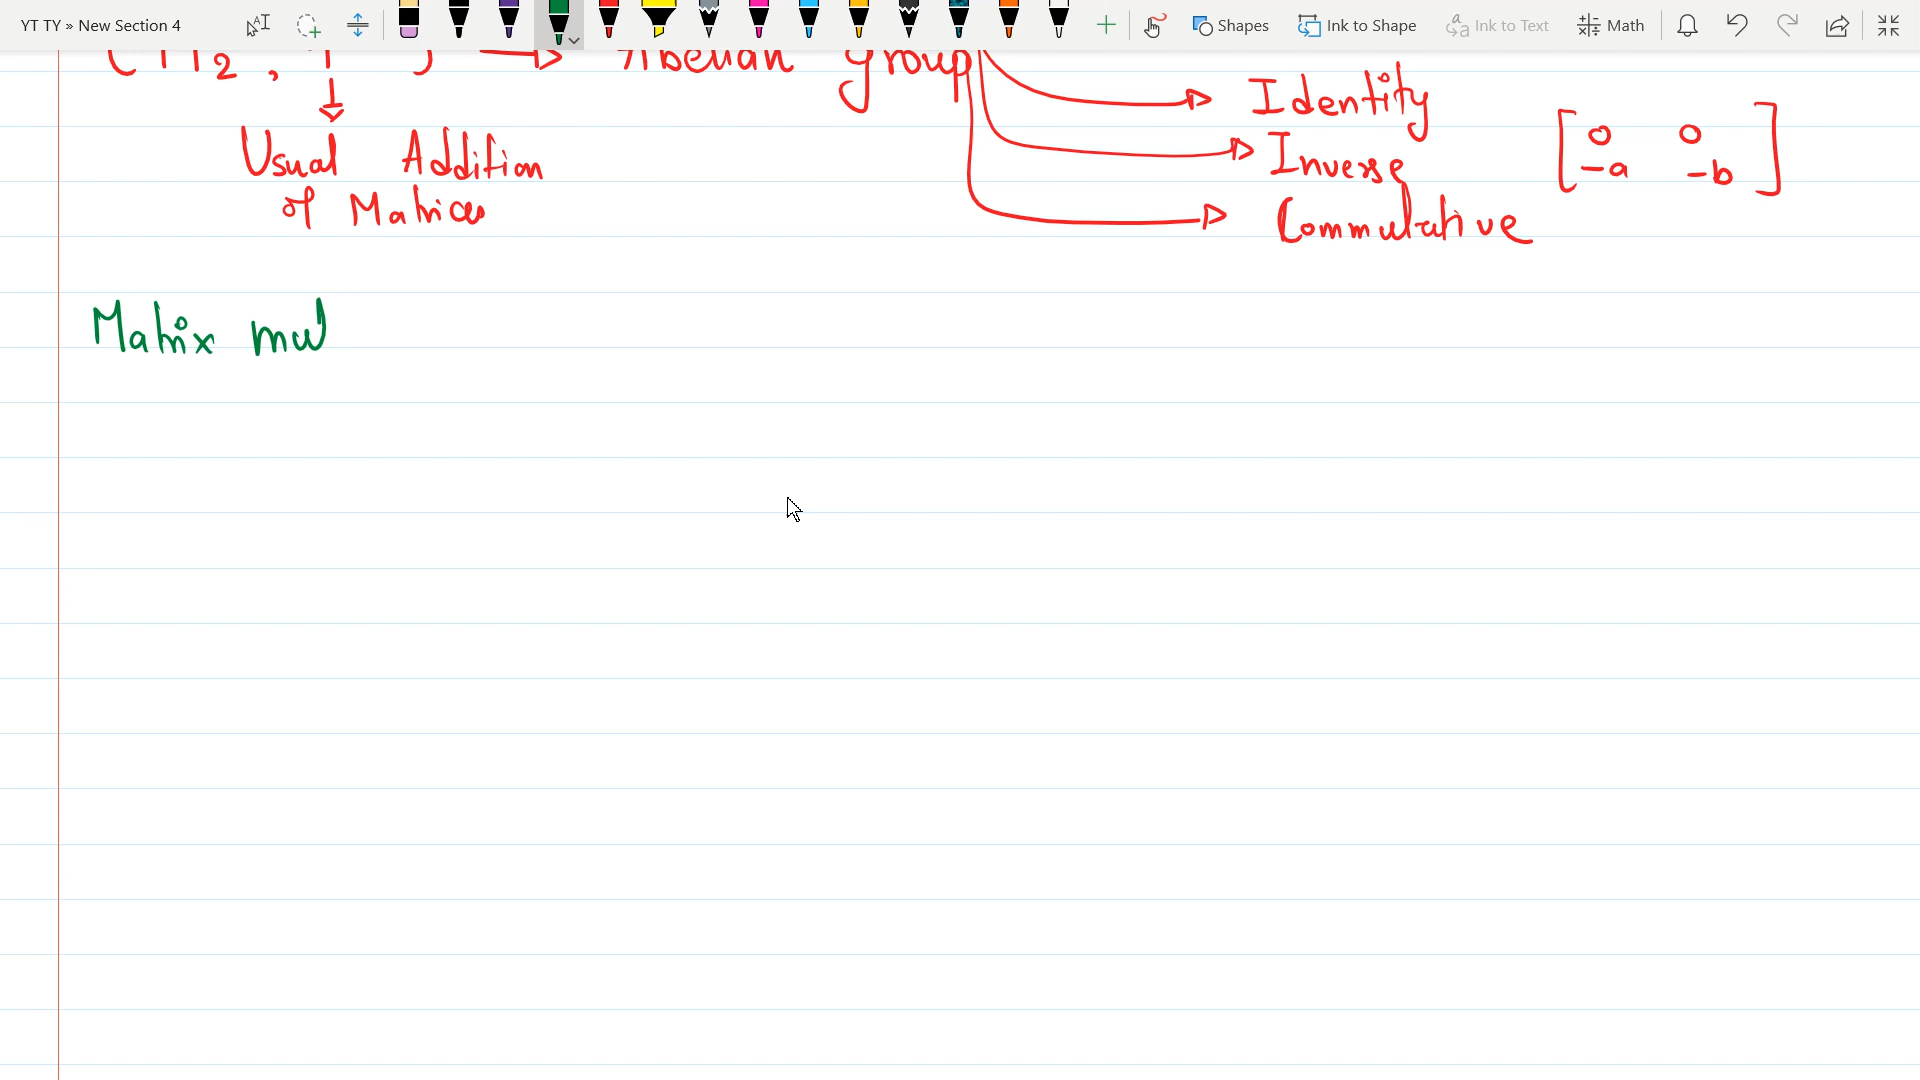 YT TY » New Section 4
Shapes
Ink to Shape
Ink to Text
Math
Abelian Group
Identity
Usual Addition
of Matrices
Inverse
[0 0
-a -b]
Commutative
Matrix mul